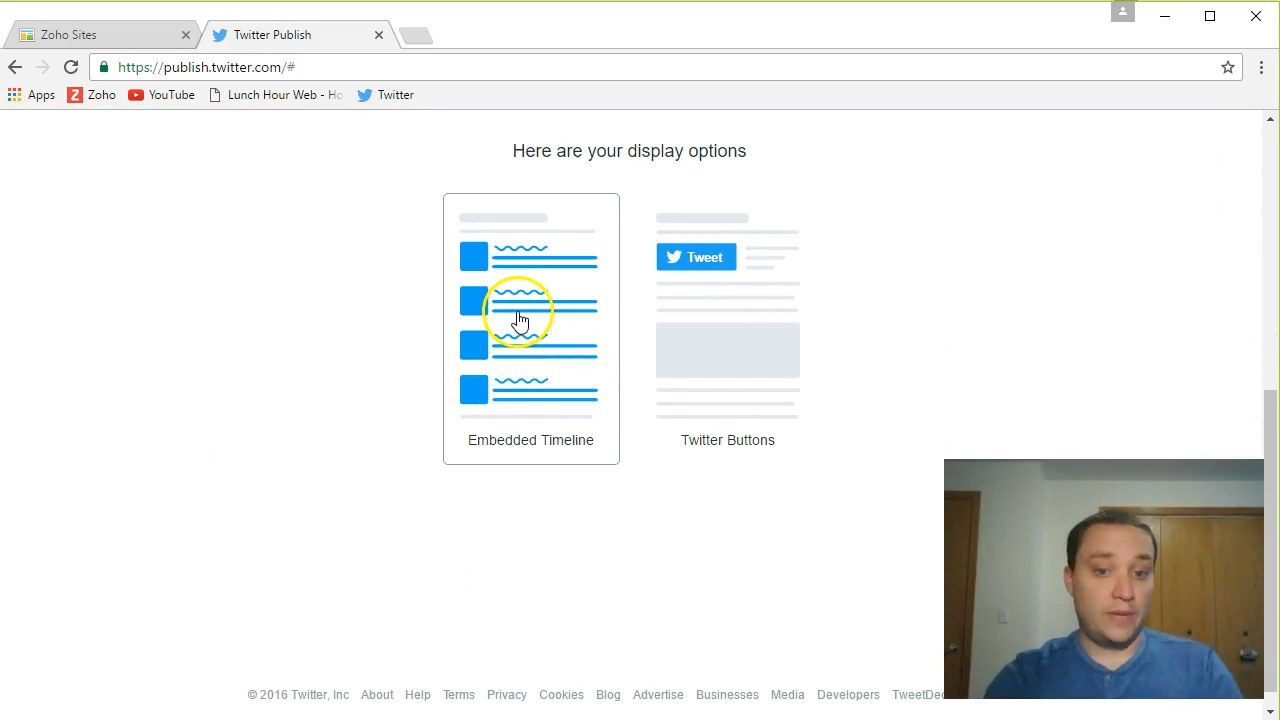 Zoho Sites
Twitter Publish
https://publish.twitter.com/#
Apps
Zoho
YouTube
Lunch Hour Web - Ho
Twitter
Here are your display options
Tweet
Embedded Timeline
Twitter Buttons
© 2016 Twitter, Inc About Help Terms Privacy Cookies Blog Advertise Businesses Media Developers TweetDec